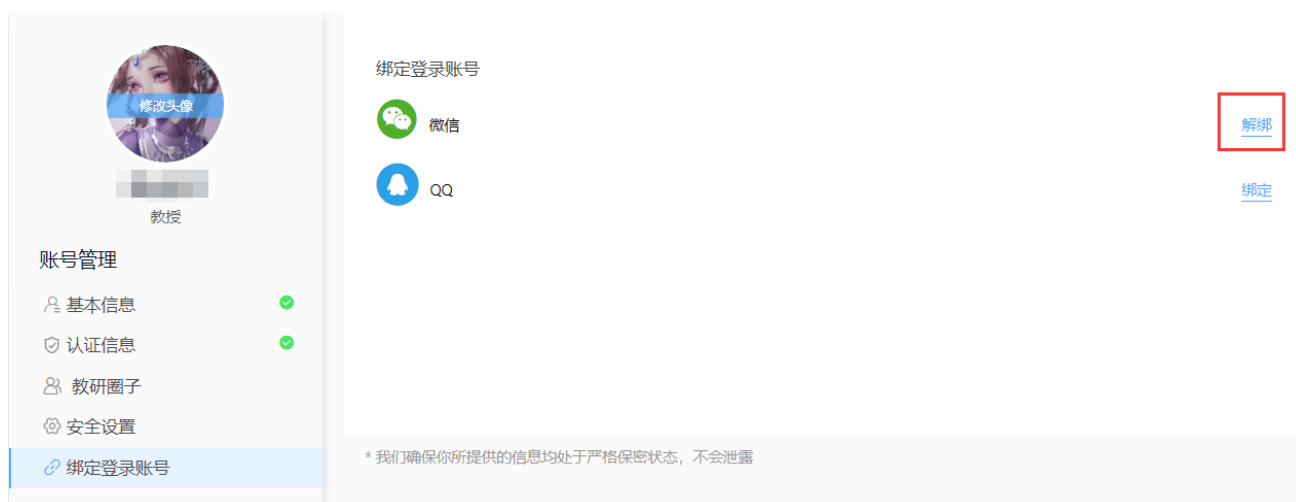 修改头像
教授
账号管理
基本信息
认证信息
教研圈子
安全设置
绑定登录账号
绑定登录账号
微信
解绑
QQ
绑定
* 我们确保你所提供的信息均处于严格保密状态，不会泄露